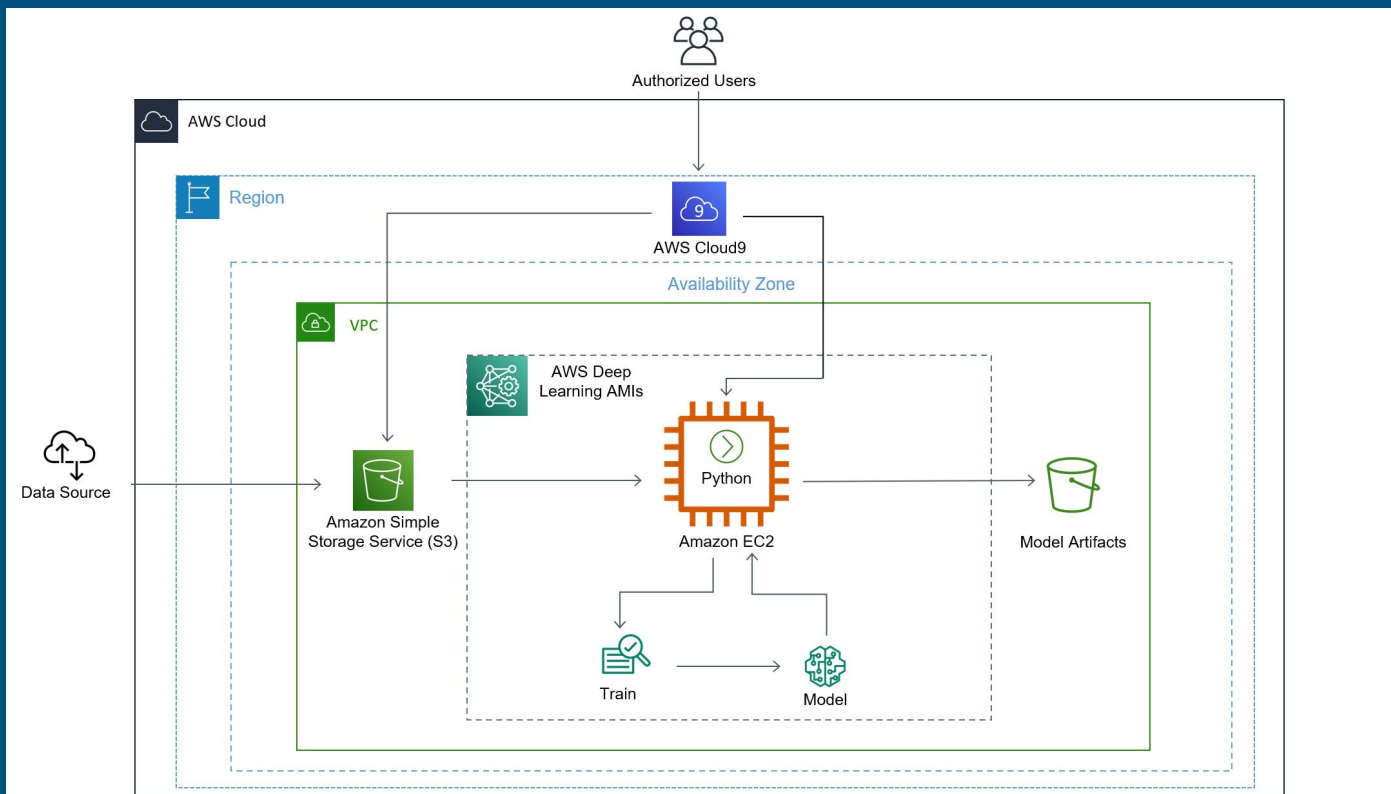 Authorized Users
AWS Cloud
Region
9
AWS Cloud9
Availability Zone
VPC
AWS Deep
Learning AMIs
Python
Data Source
Amazon Simple
Storage Service (S3)
Amazon EC2
Model Artifacts
Train
Model